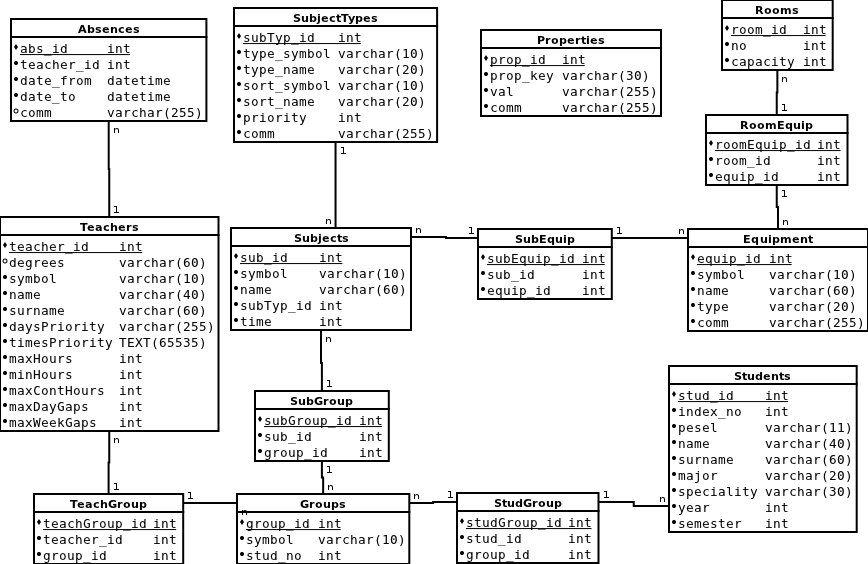 Absences
abs_id int
teacher_id int
date_from datetime
date_to datetime
comm varchar(255)
SubjectTypes
subTyp_id int
type_symbol varchar(10)
type_name varchar(20)
sort_symbol varchar(10)
sort_name varchar(20)
priority int
comm varchar(255)
Properties
prop_id int
prop_key varchar(30)
val varchar(255)
comm varchar(255)
Rooms
room_id int
no int
capacity int
n
1
RoomEquip
roomEquip_id int
room_id int
equip_id int
1
n
n
1
1
n
Teachers
teacher_id int
degrees varchar(60)
symbol varchar(10)
name varchar(40)
surname varchar(60)
daysPriority varchar(255)
timesPriority TEXT(65535)
maxHours int
minHours int
maxContHours int
maxDayGaps int
maxWeekGaps int
Subjects
sub_id int
symbol varchar(10)
name varchar(60)
subTyp_id int
time int
n
1
SubEquip
subEquip_id int
sub_id int
equip_id int
1
n
Equipment
equip_id int
symbol varchar(10)
name varchar(60)
type varchar(20)
comm varchar(255)
n
1
SubGroup
subGroup_id int
sub_id int
group_id int
1
n
Students
stud_id int
index_no int
pesel varchar(11)
name varchar(40)
surname varchar(60)
major varchar(20)
speciality varchar(30)
year int
semester int
n
1
TeachGroup
teachGroup_id int
teacher_id int
group_id int
1
n
Groups
group_id int
symbol varchar(10)
stud_no int
n
1
StudGroup
studGroup_id int
stud_id int
group_id int
1
n